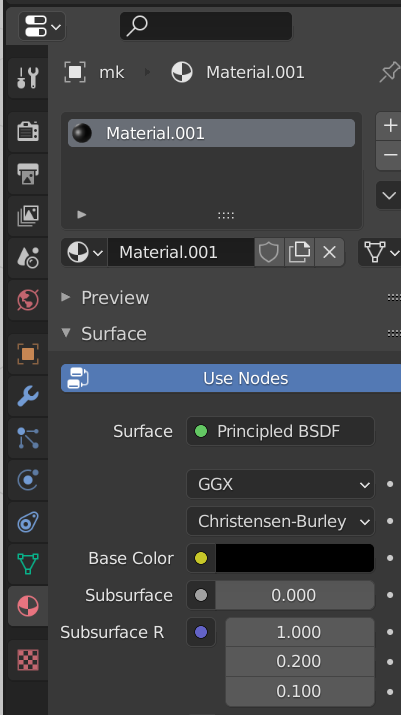 mk Material.001
Material.001
Material.001
Preview
Surface
Use Nodes
Surface Principled BSDF
GGX
Christensen-Burley
Base Color
Subsurface 0.000
Subsurface R 1.000
0.200
0.100